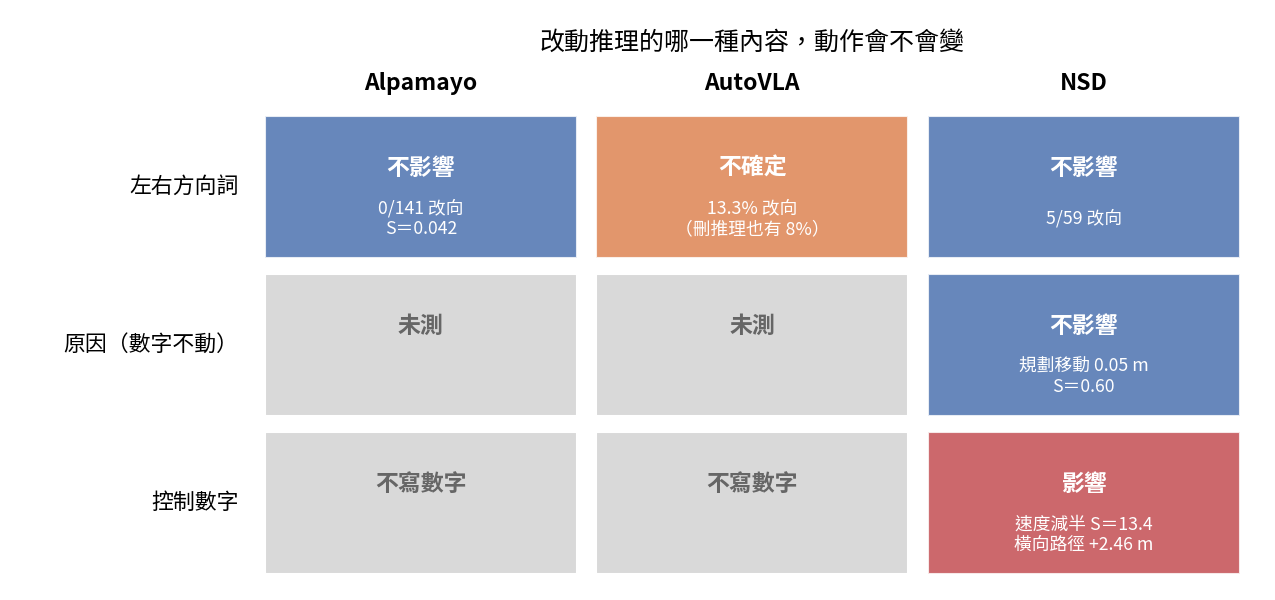 改動推理的哪一種內容，動作會不會變
Alpamayo
AutoVLA
NSD
左右方向詞
不影響
0/141 改向
S＝0.042
不確定
13.3% 改向
（刪推理也有 8%）
不影響
5/59 改向
原因（數字不動）
未測
未測
不影響
規劃移動 0.05 m
S＝0.60
控制數字
不寫數字
不寫數字
影響
速度減半 S＝13.4
橫向路徑 +2.46 m